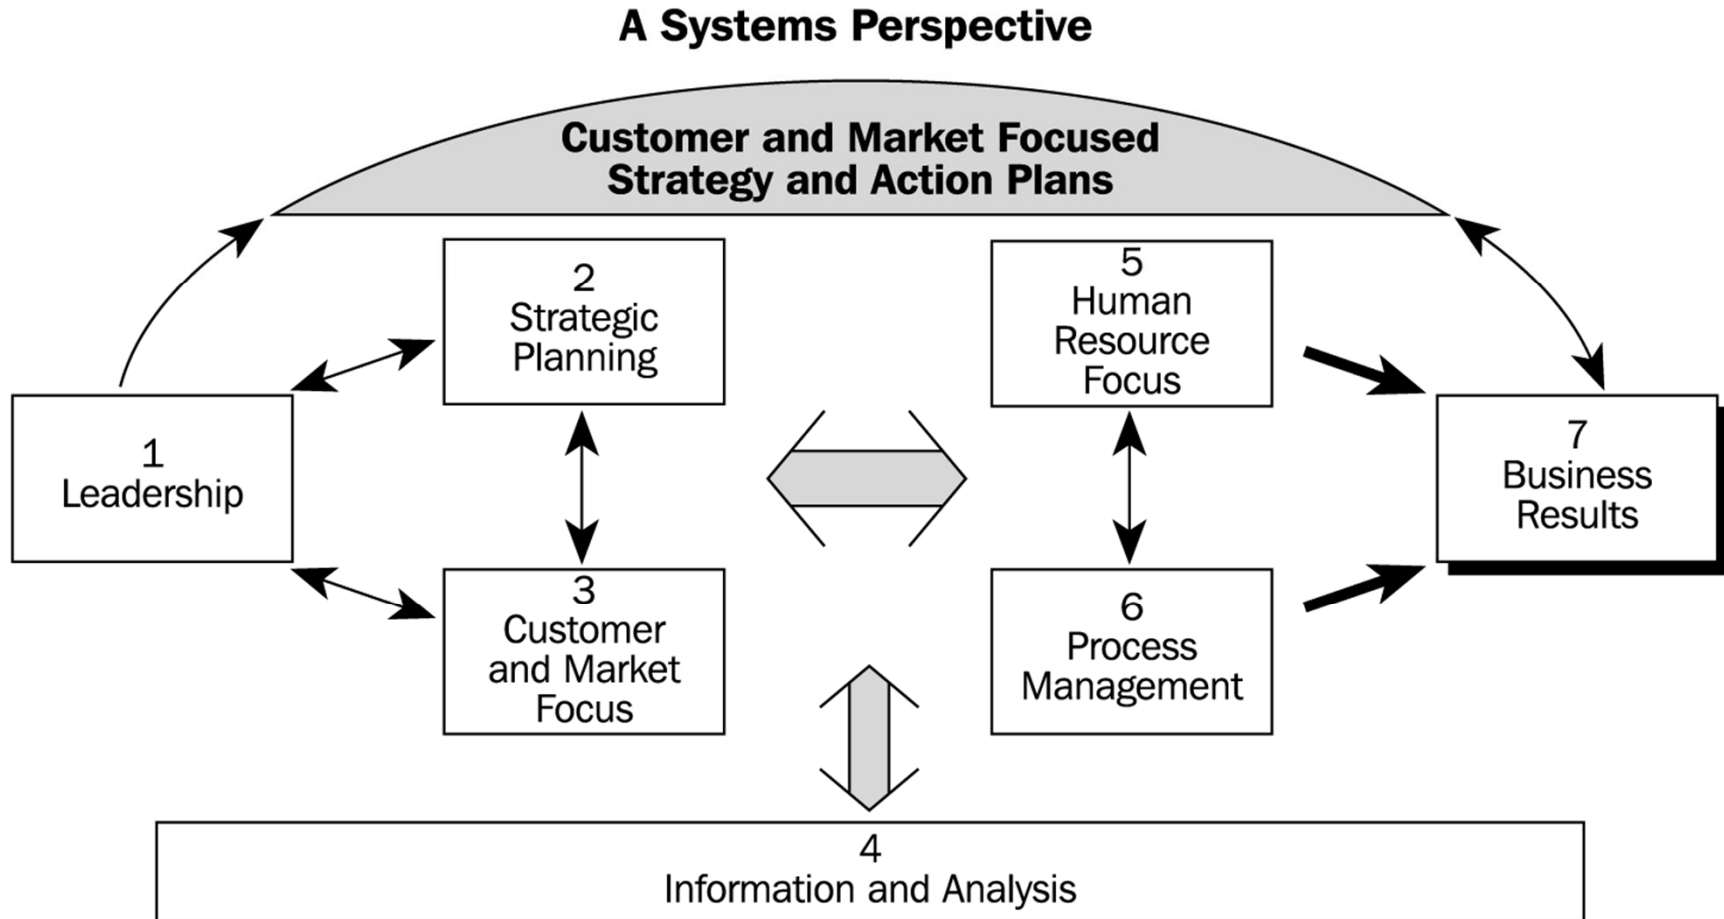 A Systems Perspective
Customer and Market Focused
Strategy and Action Plans
1
Leadership
2
Strategic
Planning
3
Customer
and Market
Focus
5
Human
Resource
Focus
6
Process
Management
7
Business
Results
4
Information and Analysis